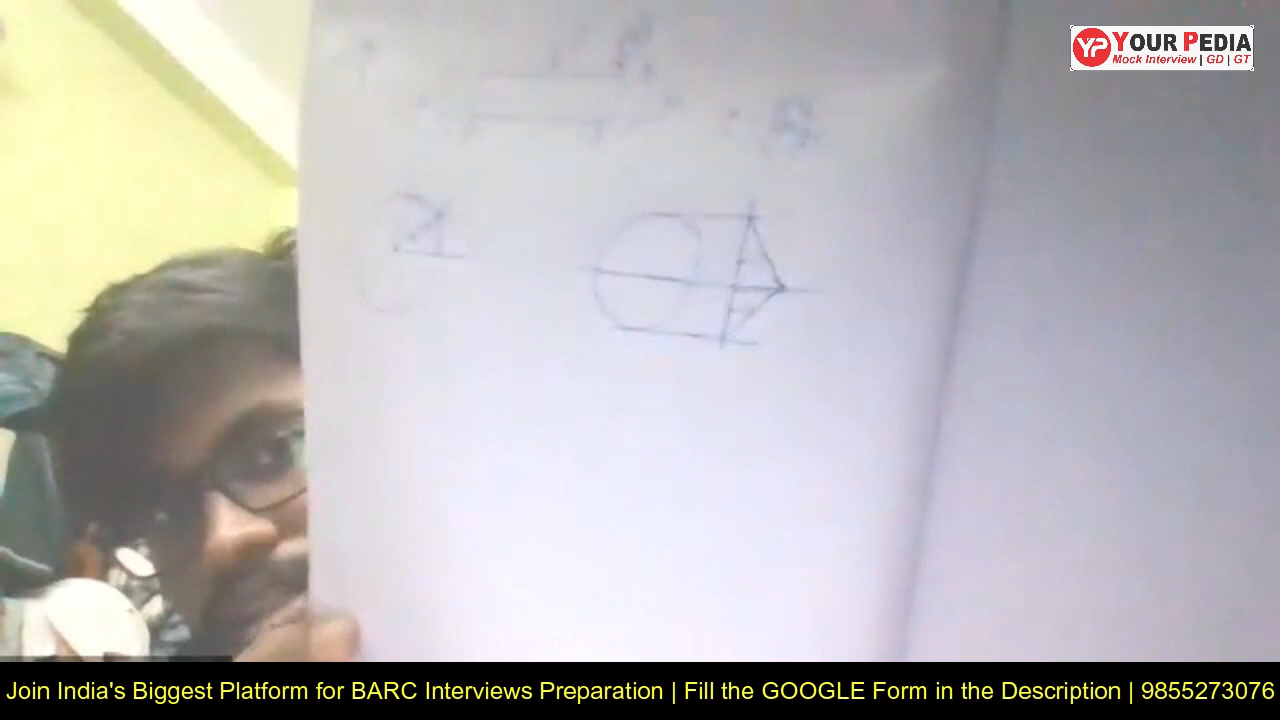 YP YOUR PEDIA
Mock Interview | GD | GT
Join India's Biggest Platform for BARC Interviews Preparation | Fill the GOOGLE Form in the Description | 9855273076